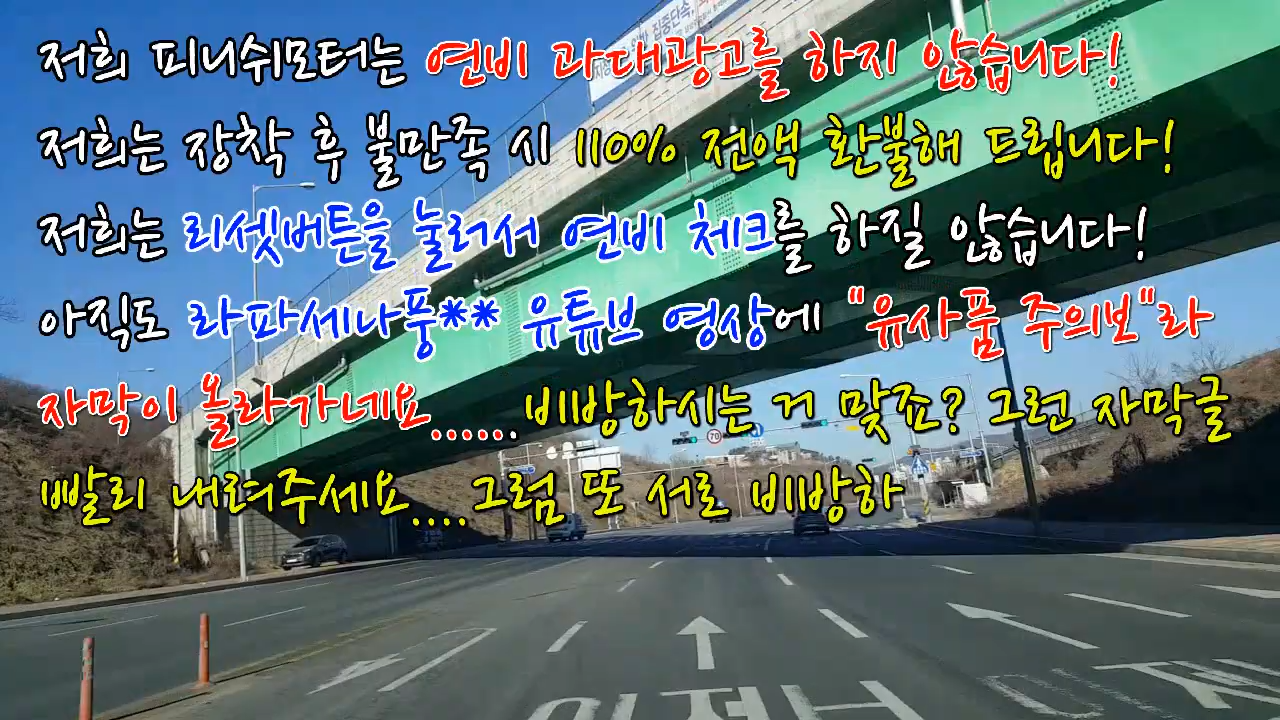 집중단속,
저희 피니쉬모터는 연비 과대광고를 하지 않습니다!
저희는 장착 후 불만족 시 110% 전액 환불해 드립니다!
저희는 리셋버튼을 눌러서 연비 체크를 하질 않습니다!
아직도 라파세나풍** 유튜브 영상에 "유사품 주의보"라
자막이 올라가네요...... 비방하시는 거 맞죠? 그런 자막글
빨리 내려주세요....그럼 또 서로 비방하
70